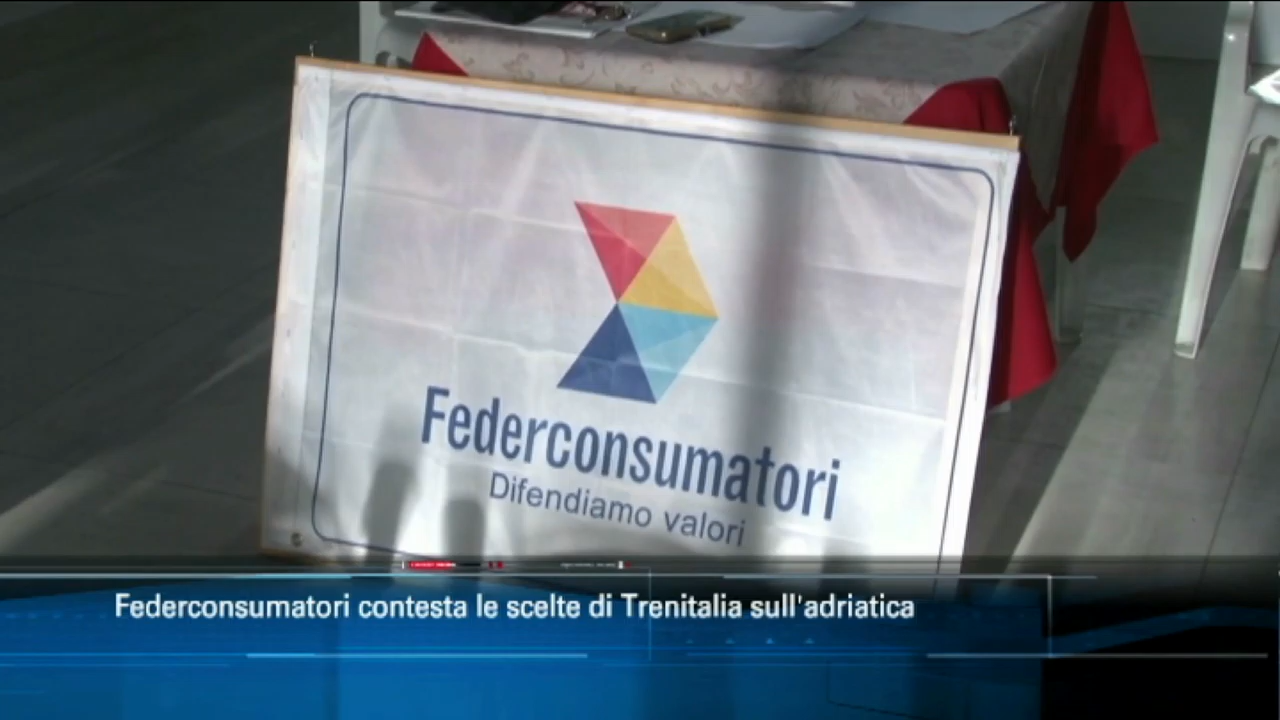 Federconsumatori
Difendiamo valori
Federconsumatori contesta le scelte di Trenitalia sull'adriatica